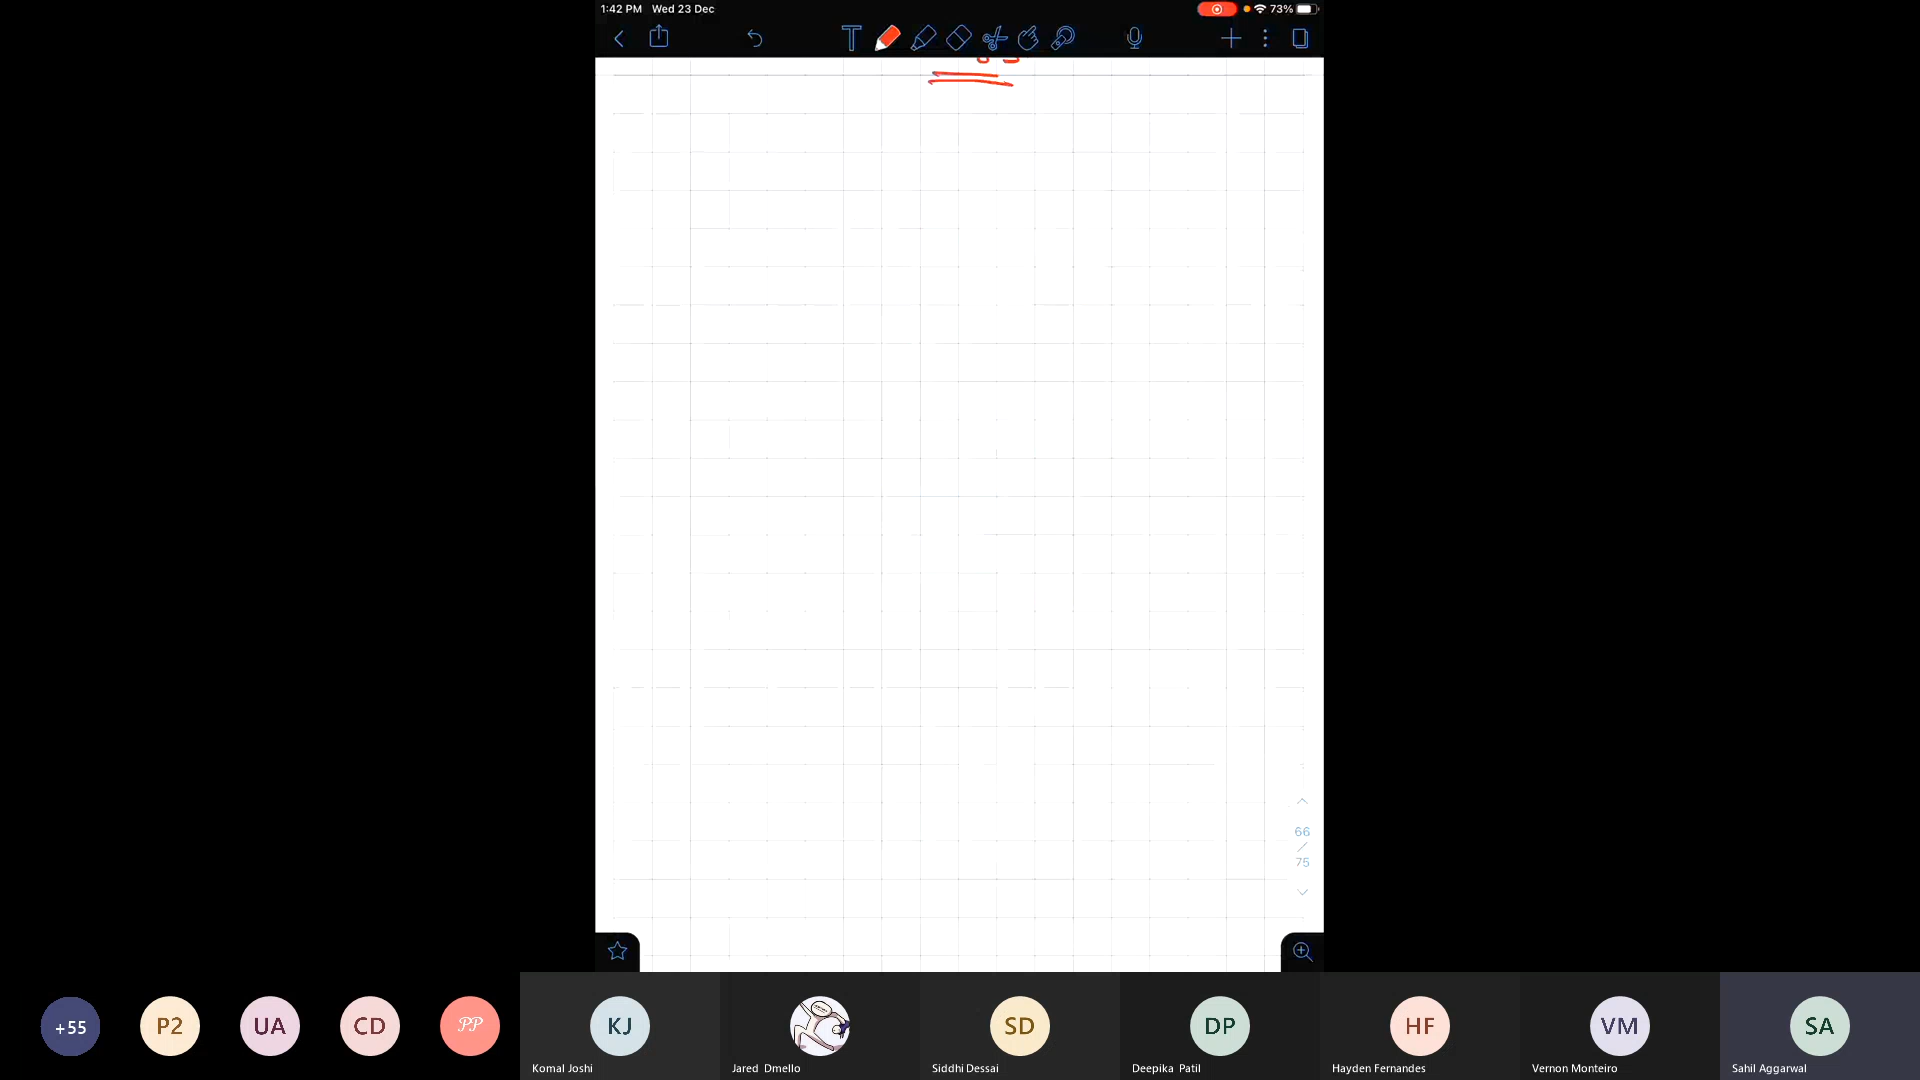 1:42 PM Wed 23 Dec
73%
T
66
75
+55
P2
UA
CD
PP
KJ
SD
DP
HF
VM
SA
Komal Joshi
Jared Dmello
Siddhi Dessai
Deepika Patil
Hayden Fernandes
Vernon Monteiro
Sahil Aggarwal